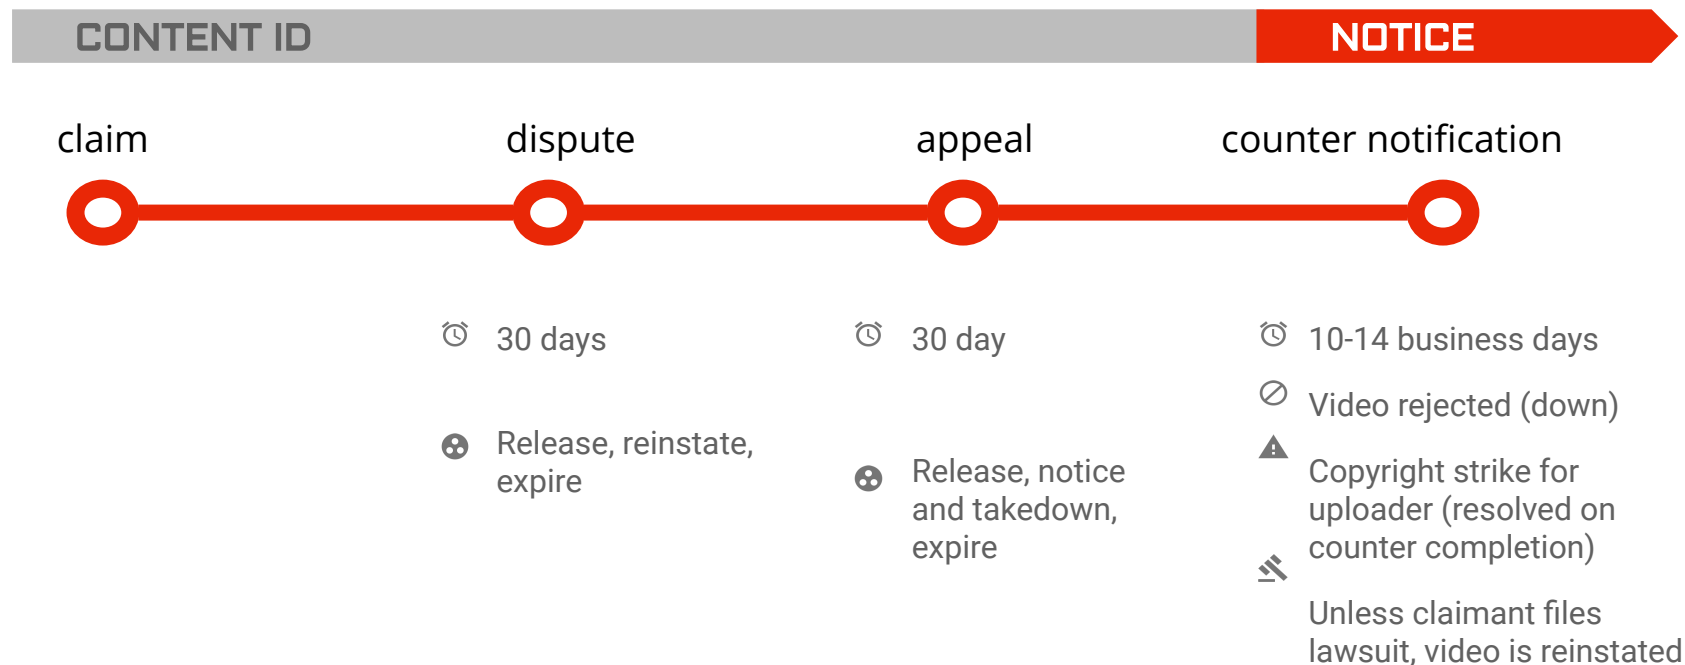 CONTENT ID
NOTICE
claim
dispute
appeal
counter notification
30 days
Release, reinstate,
expire
30 day
Release, notice
and takedown,
expire
10-14 business days
Video rejected (down)
Copyright strike for
uploader (resolved on
counter completion)
Unless claimant files
lawsuit, video is reinstated